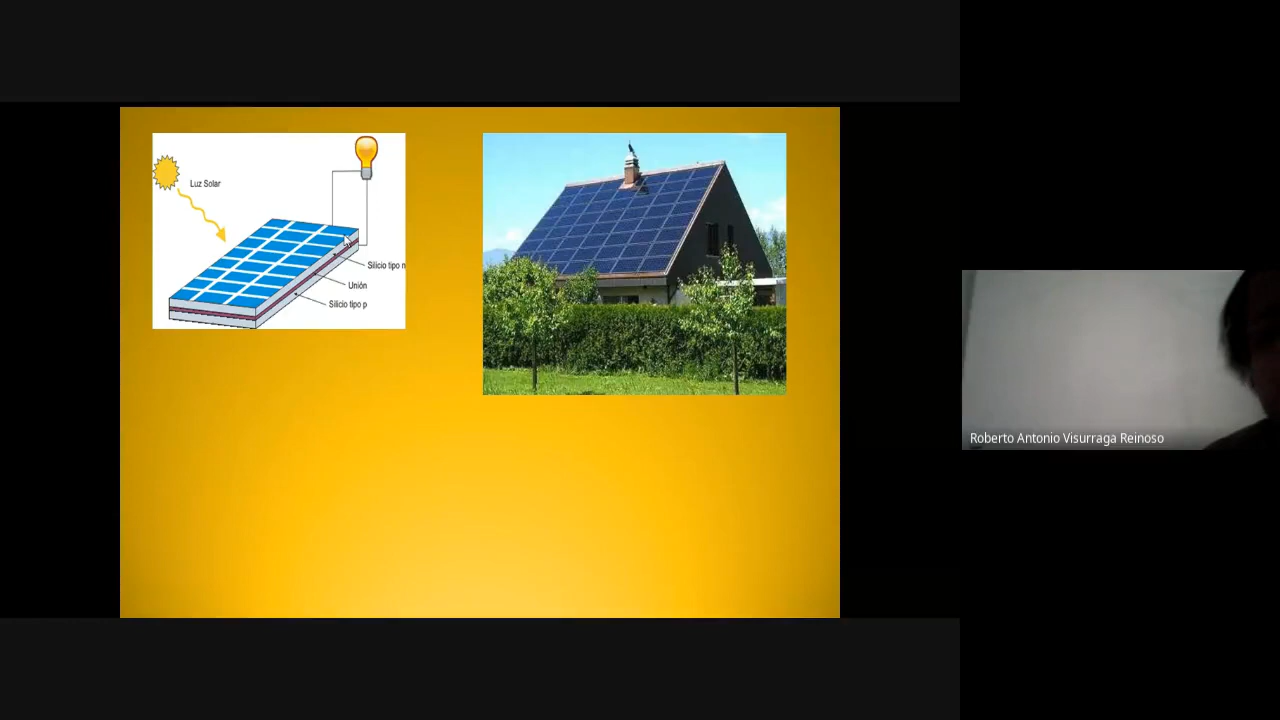 Luz Solar
Silicio tipo n
Unión
Silicio tipo p
Roberto Antonio Visurraga Reinoso